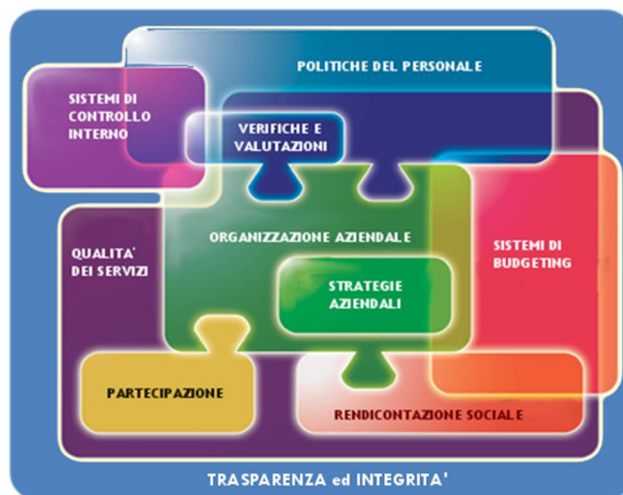 POLITICHE DEL PERSONALE
SISTEMI DI
CONTROLLO
INTERNO
VERIFICHE E
VALUTAZIONI
ORGANIZZAZIONE AZIENDALE
QUALITA'
DEI SERVIZI
SISTEMI DI
BUDGETING
STRATEGIE
AZIENDALI
PARTECIPAZIONE
RENDICONTAZIONE SOCIALE
TRASPARENZA ed INTEGRITA'